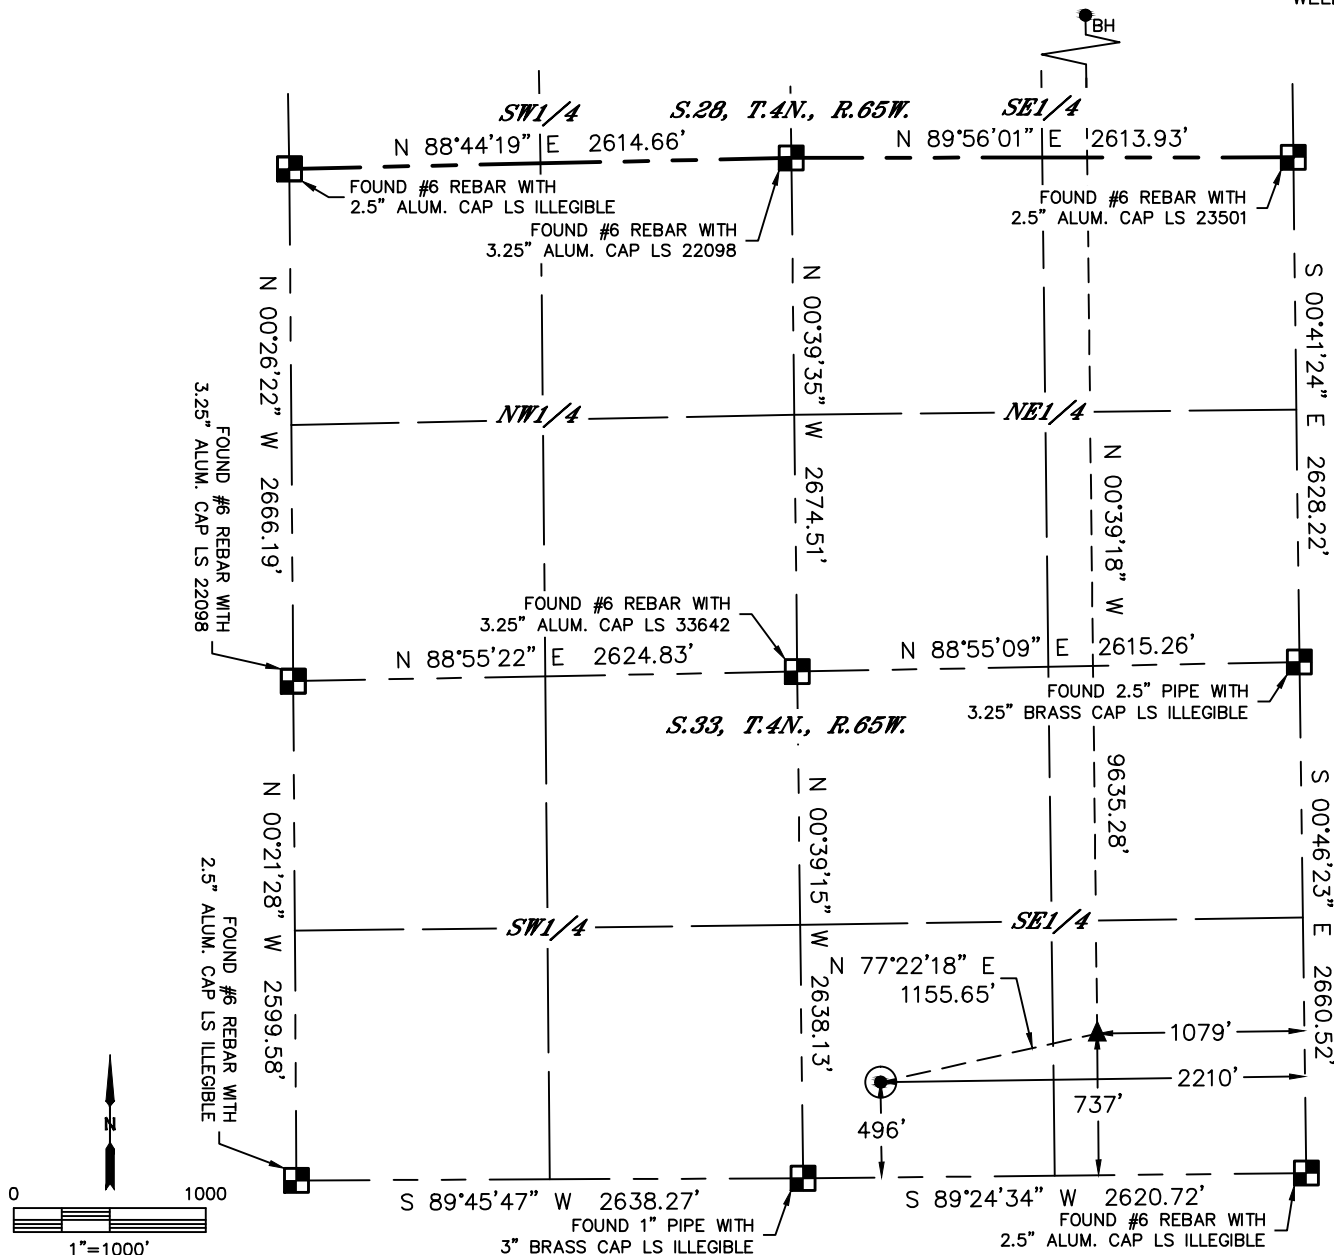 BH
SW1/4
S.28, T.4N., R.65W.
SE1/4
N 88°44'19" E 2614.66'
N 89°56'01" E 2613.93'
FOUND #6 REBAR WITH
2.5" ALUM. CAP LS ILLEGIBLE
FOUND #6 REBAR WITH
3.25" ALUM. CAP LS 22098
FOUND #6 REBAR WITH
2.5" ALUM. CAP LS 23501
N 00°26'22" W 2666.19'
N 00°39'35" W 2674.51'
S 00°41'24" E 2628.22'
NW1/4
NE1/4
N 00°39'18" W 9635.28'
FOUND #6 REBAR WITH
3.25" ALUM. CAP LS 22098
FOUND #6 REBAR WITH
3.25" ALUM. CAP LS 33642
N 88°55'22" E 2624.83'
N 88°55'09" E 2615.26'
FOUND 2.5" PIPE WITH
3.25" BRASS CAP LS ILLEGIBLE
S.33, T.4N., R.65W.
N 00°21'28" W 2599.58'
N 00°39'15" W 2638.13'
S 00°46'23" E 2660.52'
FOUND #6 REBAR WITH
2.5" ALUM. CAP LS ILLEGIBLE
SW1/4
SE1/4
N 77°22'18" E
1155.65'
1079'
2210'
737'
496'
N
0 1000
1"=1000'
S 89°45'47" W 2638.27'
S 89°24'34" W 2620.72'
FOUND 1" PIPE WITH
3" BRASS CAP LS ILLEGIBLE
FOUND #6 REBAR WITH
2.5" ALUM. CAP LS ILLEGIBLE